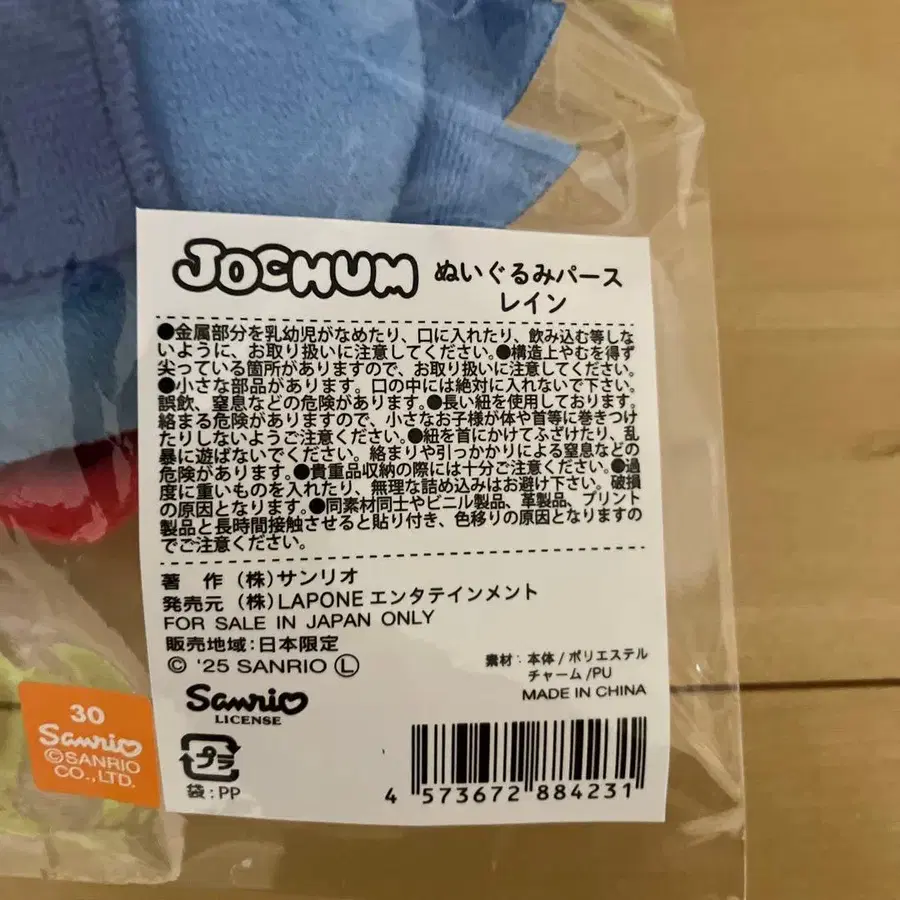 JOCHUM ぬいぐるみパース
レイン
●金属部分を乳幼児がなめたり、口に入れたり、飲み込む等しな
いように、お取り扱いに注意してください。●構造上やむを得ず
尖っている箇所がありますので、お取り扱いに注意してください。
●小さな部品があります。口の中には絶対に入れないで下さい。
誤飲、窒息などの危険があります。●長い紐を使用しております。
絡まる危険がありますので、小さなお子様が体や首等に巻きつけ
たりしないようご注意ください。●紐を首にかけてふざけたり、乱
暴に遊ばないでください。絡まりや引っかかりによる窒息などの
危険があります。●貴重品収納の際には十分ご注意ください。●過
度に重いものを入れたり、無理な詰め込みはお避け下さい。破損
の原因となります。●同素材同士やビニル製品、革製品、プリント
製品と長時間接触させると貼り付き、色移りの原因となりますの
でご注意ください。
著 作 (株)サンリオ
発売元 (株)LAPONE エンタテインメント
FOR SALE IN JAPAN ONLY
販売地域:日本限定
© '25 SANRIO Ⓛ
素材: 本体/ポリエステル
チャーム/PU
MADE IN CHINA
Sanrio
LICENSE
プラ
袋:PP
4 573672 884231
30
Sanrio
©SANRIO
CO.,LTD.